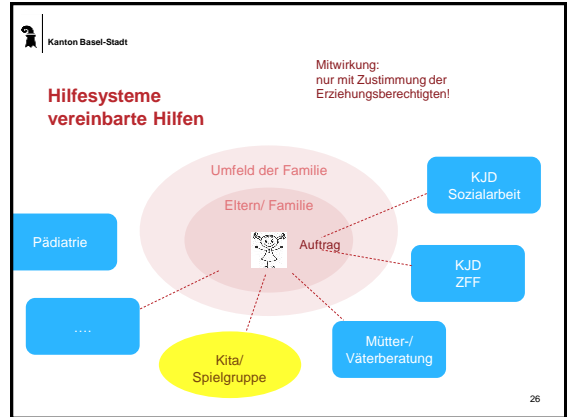 Kanton Basel-Stadt
Mitwirkung:
nur mit Zustimmung der
Erziehungsberechtigten!
Hilfesysteme
vereinbarte Hilfen
Umfeld der Familie
Eltern/ Familie
Auftrag
KJD
Sozialarbeit
Pädiatrie
KJD
ZFF
....
Kita/
Spielgruppe
Mütter-/
Väterberatung
26